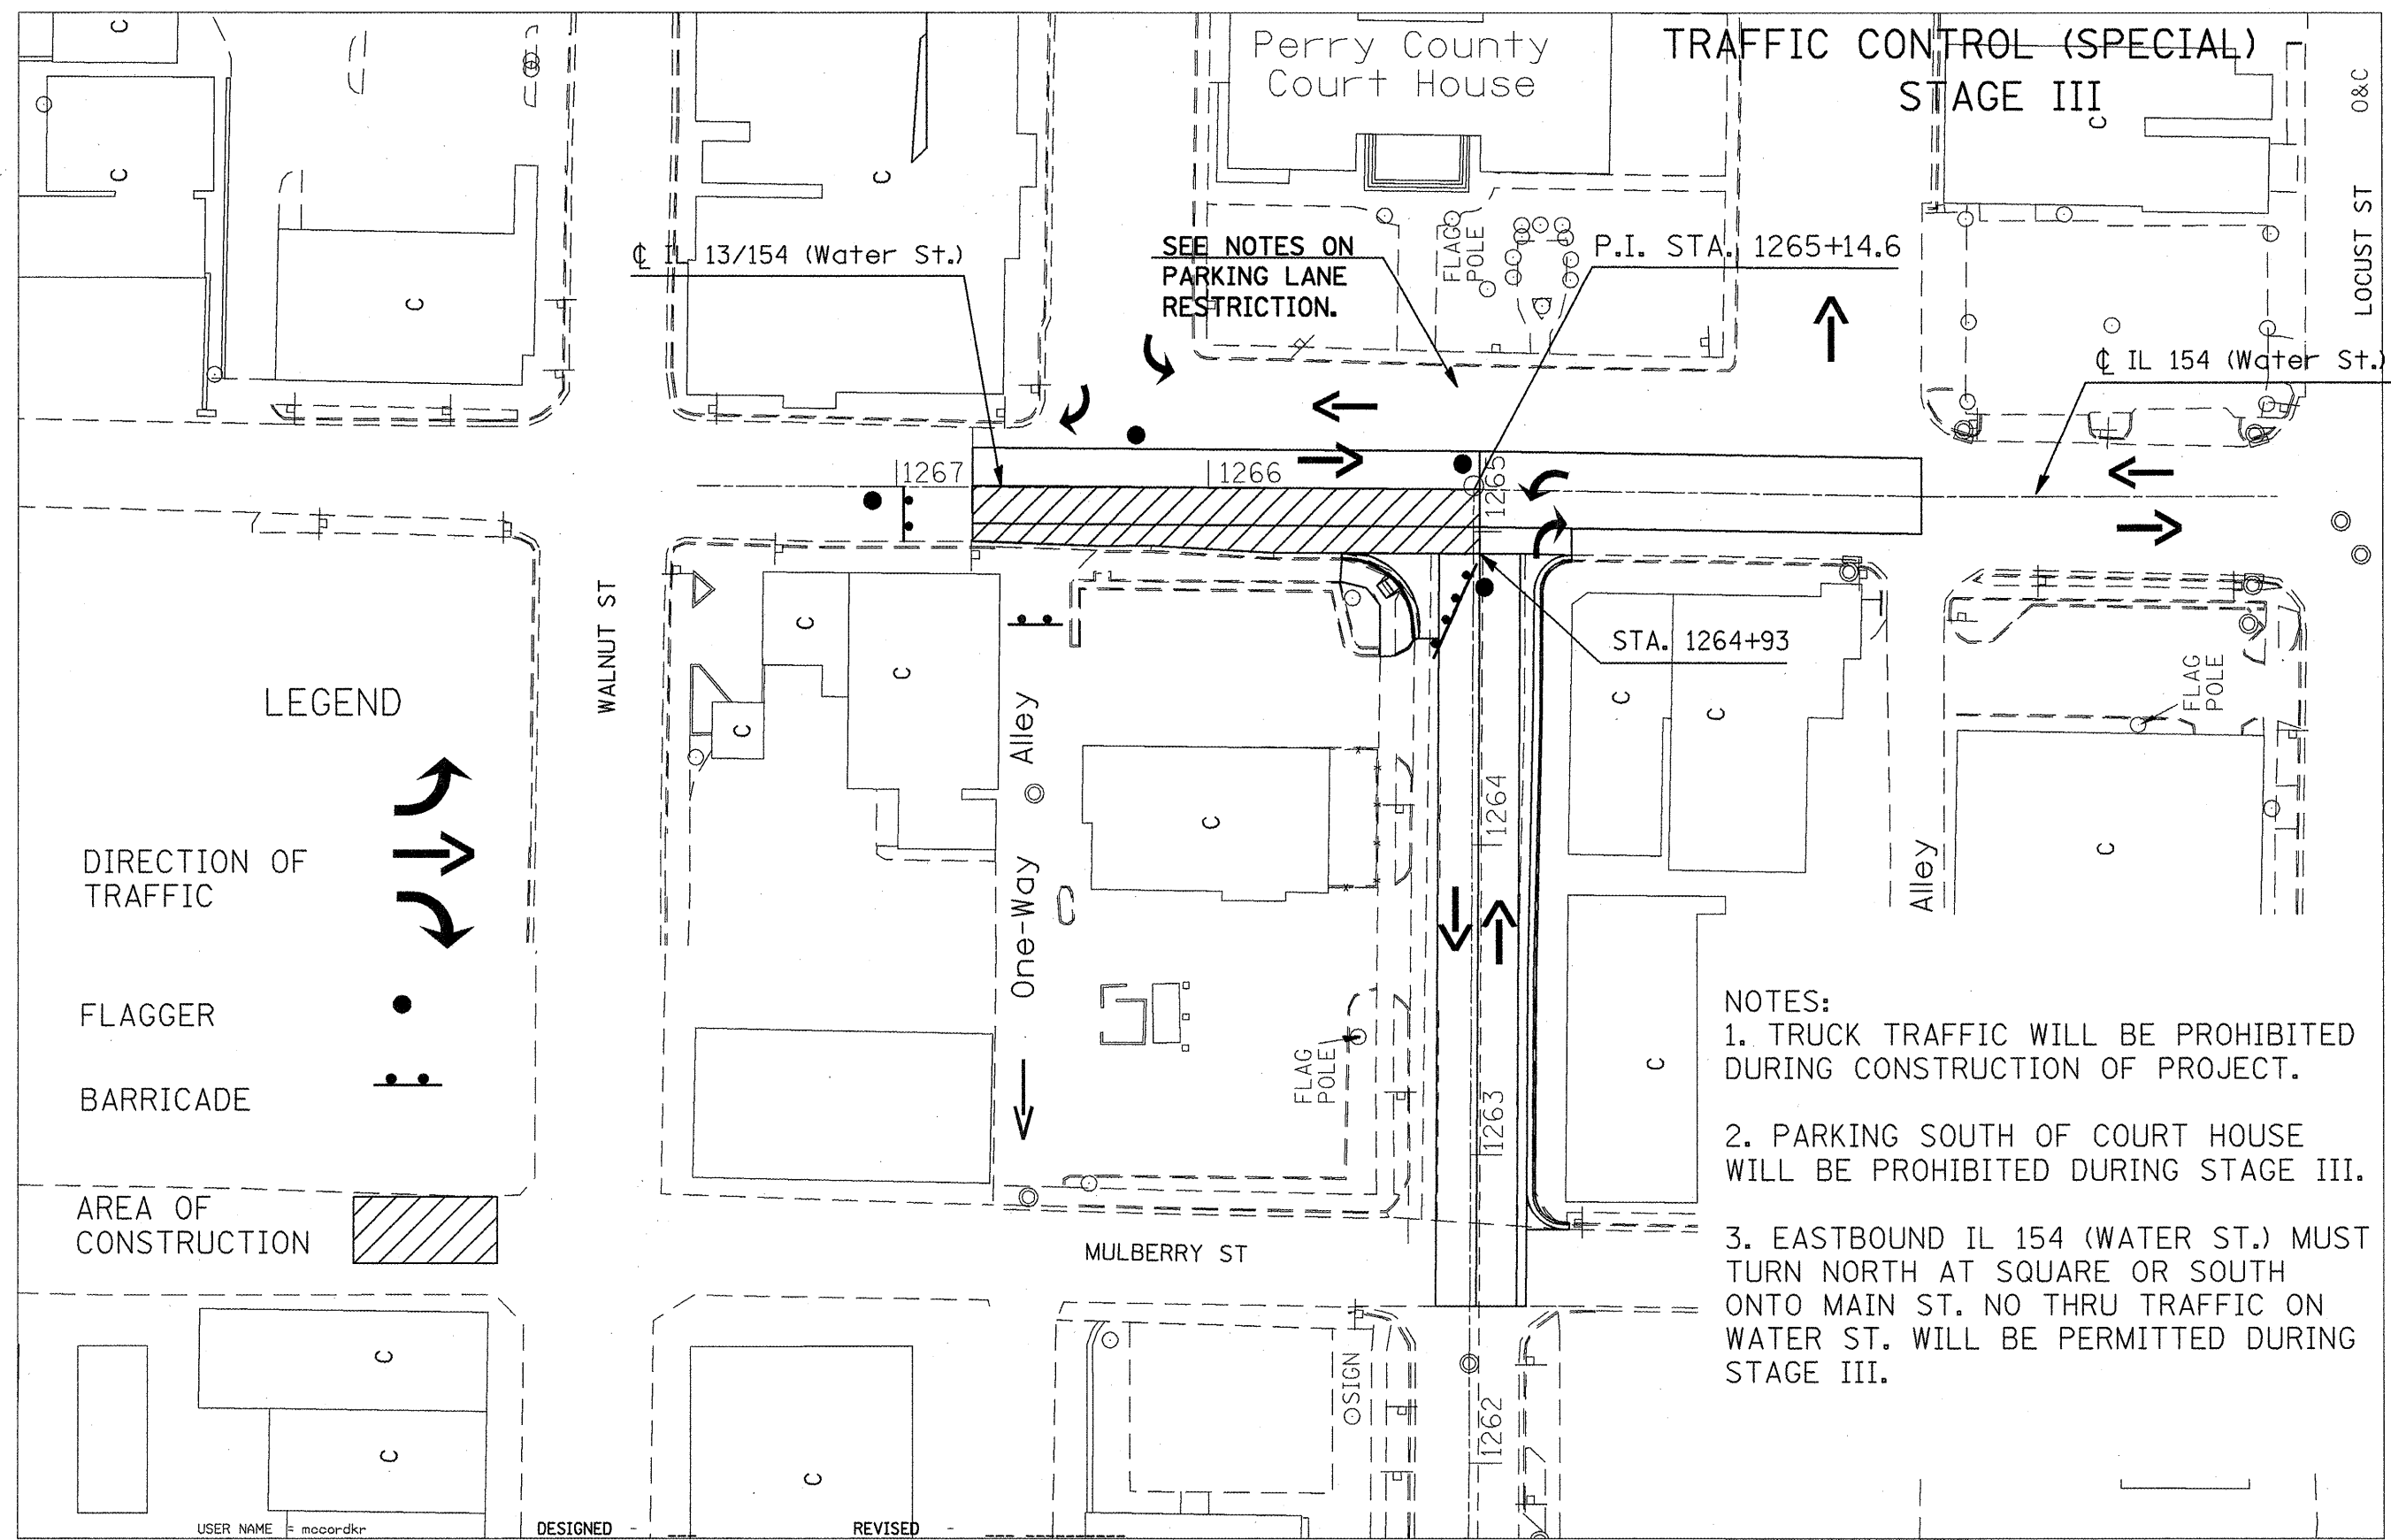 TRAFFIC CONTROL (SPECIAL)
STAGE III
Perry County
Court House
O&C
LOCUST ST
C
C
C
C
C
℄ IL 13/154 (Water St.)
SEE NOTES ON
PARKING LANE
RESTRICTION.
FLAG
POLE
P.I. STA. 1265+14.6
℄ IL 154 (Water St.)
1267
1266
1265
WALNUT ST
STA. 1264+93
C
C
C
C
C
FLAG
POLE
LEGEND
One-Way Alley
C
1264
Alley
C
DIRECTION OF
TRAFFIC
FLAGGER
BARRICADE
AREA OF
CONSTRUCTION
FLAG
POLE
1263
C
MULBERRY ST
NOTES:
1. TRUCK TRAFFIC WILL BE PROHIBITED
DURING CONSTRUCTION OF PROJECT.
2. PARKING SOUTH OF COURT HOUSE
WILL BE PROHIBITED DURING STAGE III.
3. EASTBOUND IL 154 (WATER ST.) MUST
TURN NORTH AT SQUARE OR SOUTH
ONTO MAIN ST. NO THRU TRAFFIC ON
WATER ST. WILL BE PERMITTED DURING
STAGE III.
C
C
C
SIGN
1262
USER NAME = mccordkr
DESIGNED -
REVISED -